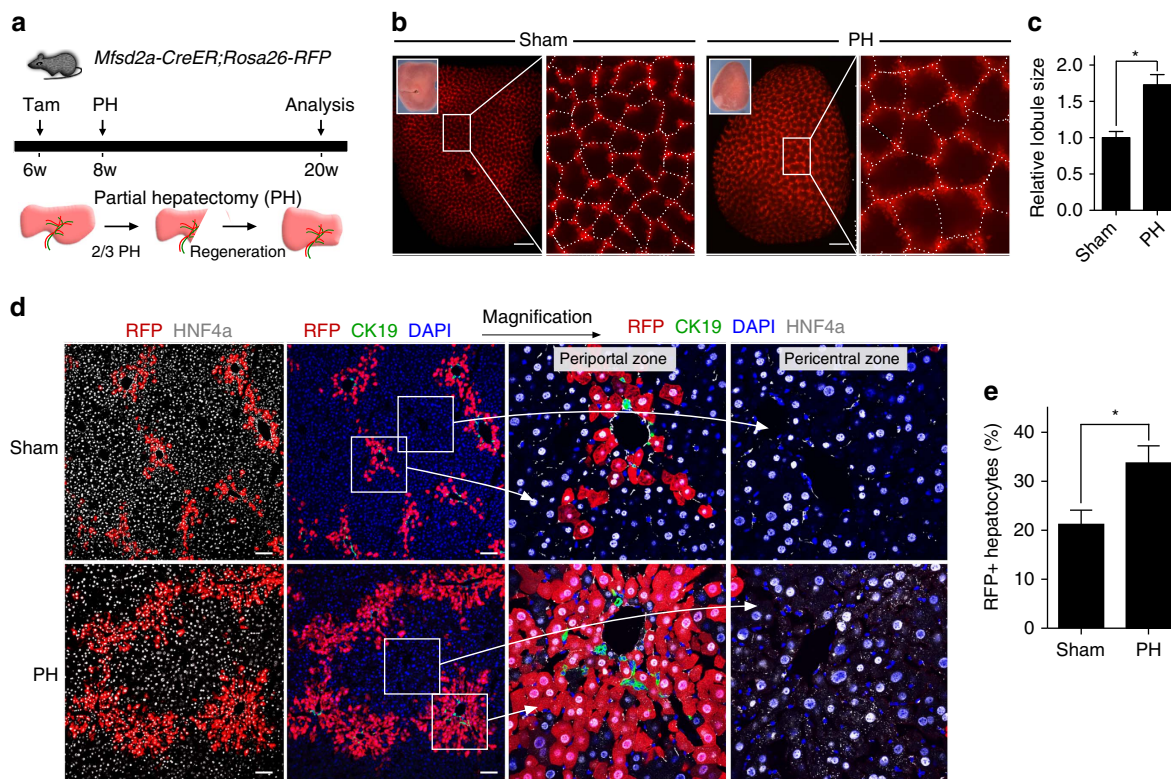 a
Mfsd2a-CreER;Rosa26-RFP
Tam PH Analysis
6w 8w 20w
Partial hepatectomy (PH)
2/3 PH Regeneration
b
Sham PH
c
Relative lobule size
2.0
1.5
1.0
0.5
0.0
*
Sham PH
d
RFP HNF4a RFP CK19 DAPI Magnification RFP CK19 DAPI HNF4a
Periportal zone Pericentral zone
Sham
PH
e
RFP+ hepatocytes (%)
40
30
20
10
0
*
Sham PH